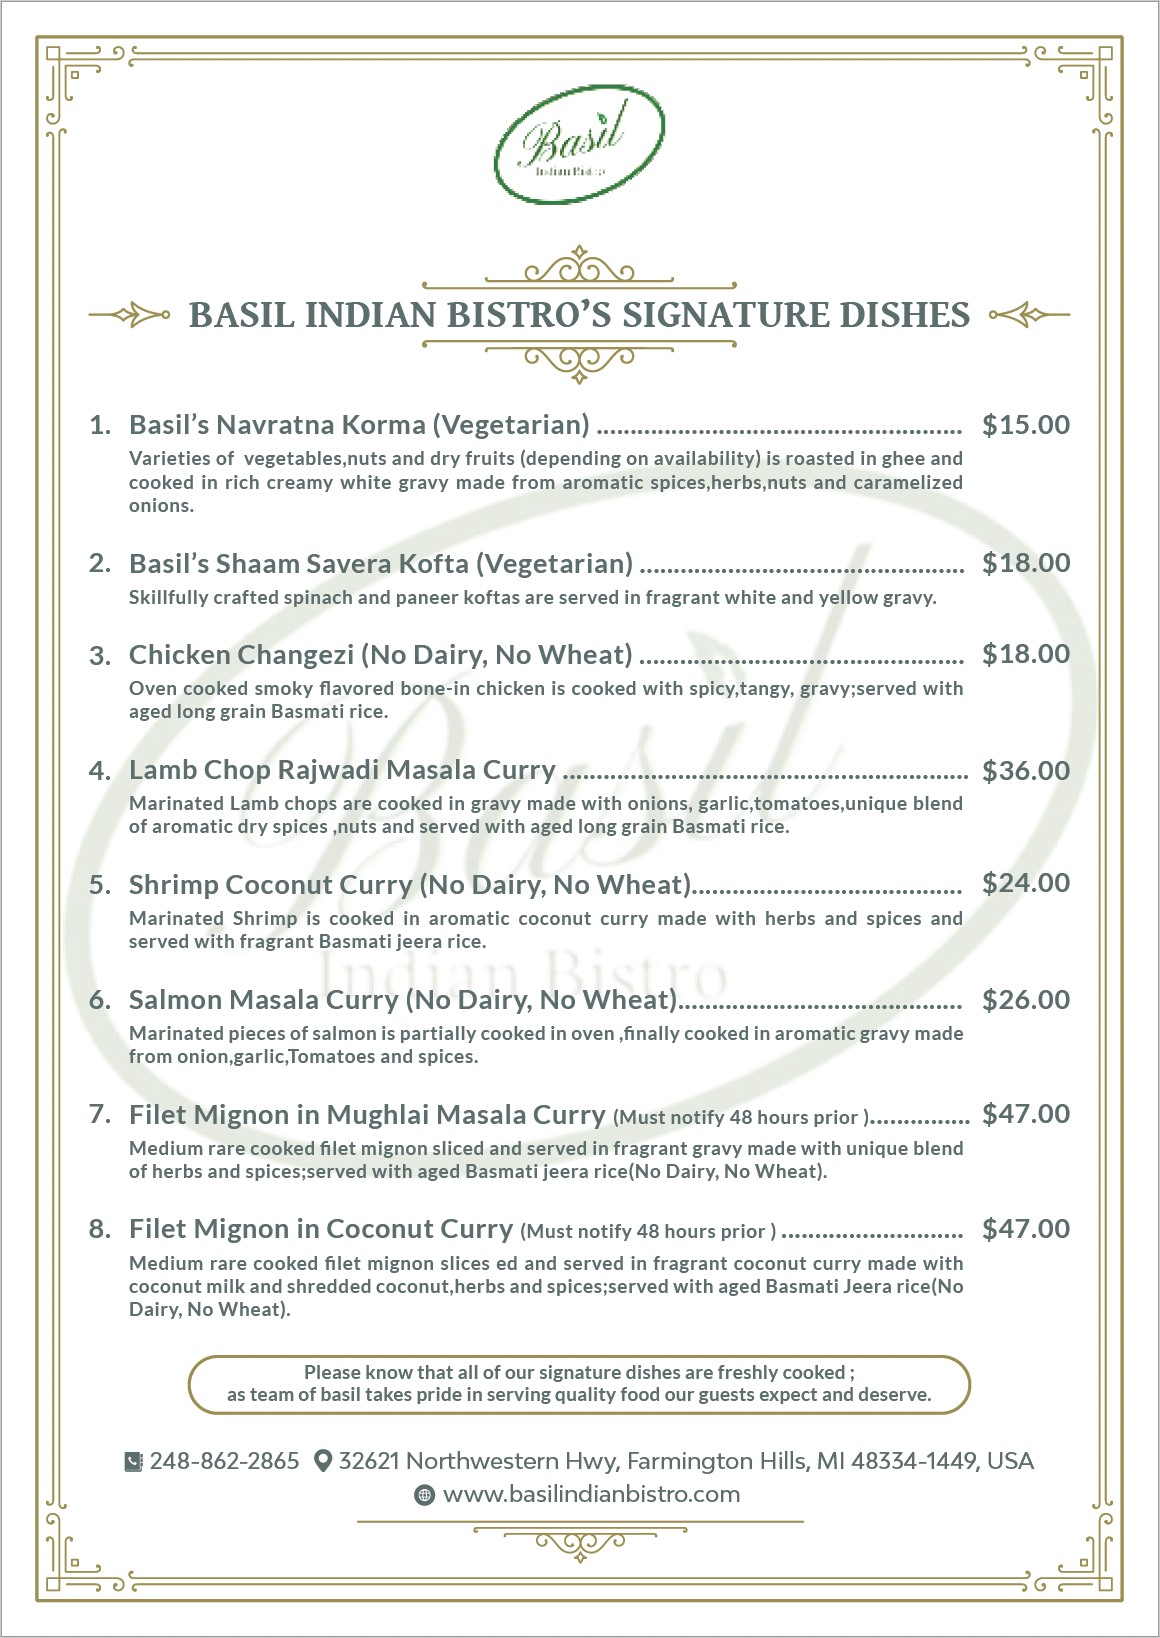 Basil
Indian Bistro
BASIL INDIAN BISTRO’S SIGNATURE DISHES
1. Basil’s Navratna Korma (Vegetarian) ...................................................... $15.00
Varieties of  vegetables,nuts and dry fruits (depending on availability) is roasted in ghee and
cooked in rich creamy white gravy made from aromatic spices,herbs,nuts and caramelized
onions.
2. Basil’s Shaam Savera Kofta (Vegetarian) ................................................ $18.00
Skillfully crafted spinach and paneer koftas are served in fragrant white and yellow gravy.
3. Chicken Changezi (No Dairy, No Wheat) ................................................ $18.00
Oven cooked smoky flavored bone-in chicken is cooked with spicy,tangy, gravy;served with
aged long grain Basmati rice.
4. Lamb Chop Rajwadi Masala Curry ............................................................ $36.00
Marinated Lamb chops are cooked in gravy made with onions, garlic,tomatoes,unique blend
of aromatic dry spices ,nuts and served with aged long grain Basmati rice.
5. Shrimp Coconut Curry (No Dairy, No Wheat)........................................ $24.00
Marinated Shrimp is cooked in aromatic coconut curry made with herbs and spices and
served with fragrant Basmati jeera rice.
6. Salmon Masala Curry (No Dairy, No Wheat).......................................... $26.00
Marinated pieces of salmon is partially cooked in oven ,finally cooked in aromatic gravy made
from onion,garlic,Tomatoes and spices.
7. Filet Mignon in Mughlai Masala Curry (Must notify 48 hours prior )............... $47.00
Medium rare cooked filet mignon sliced and served in fragrant gravy made with unique blend
of herbs and spices;served with aged Basmati jeera rice(No Dairy, No Wheat).
8. Filet Mignon in Coconut Curry (Must notify 48 hours prior ) ........................... $47.00
Medium rare cooked filet mignon slices ed and served in fragrant coconut curry made with
coconut milk and shredded coconut,herbs and spices;served with aged Basmati Jeera rice(No
Dairy, No Wheat).
Basil
Indian Bistro
Please know that all of our signature dishes are freshly cooked ;
as team of basil takes pride in serving quality food our guests expect and deserve.
248-862-2865 32621 Northwestern Hwy, Farmington Hills, MI 48334-1449, USA
www.basilindianbistro.com